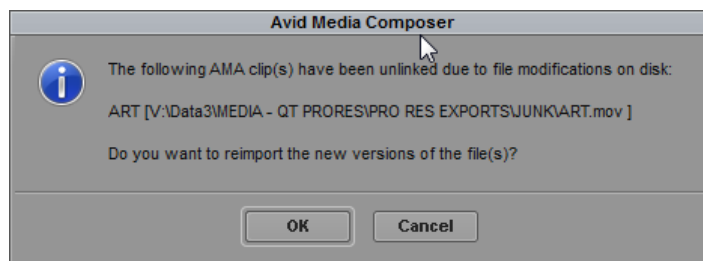 Avid Media Composer
The following AMA clip(s) have been unlinked due to file modifications on disk:
ART [V:\Data3\MEDIA - QT PRORES\PRO RES EXPORTS\JUNK\ART.mov ]
Do you want to reimport the new versions of the file(s)?
OK
Cancel